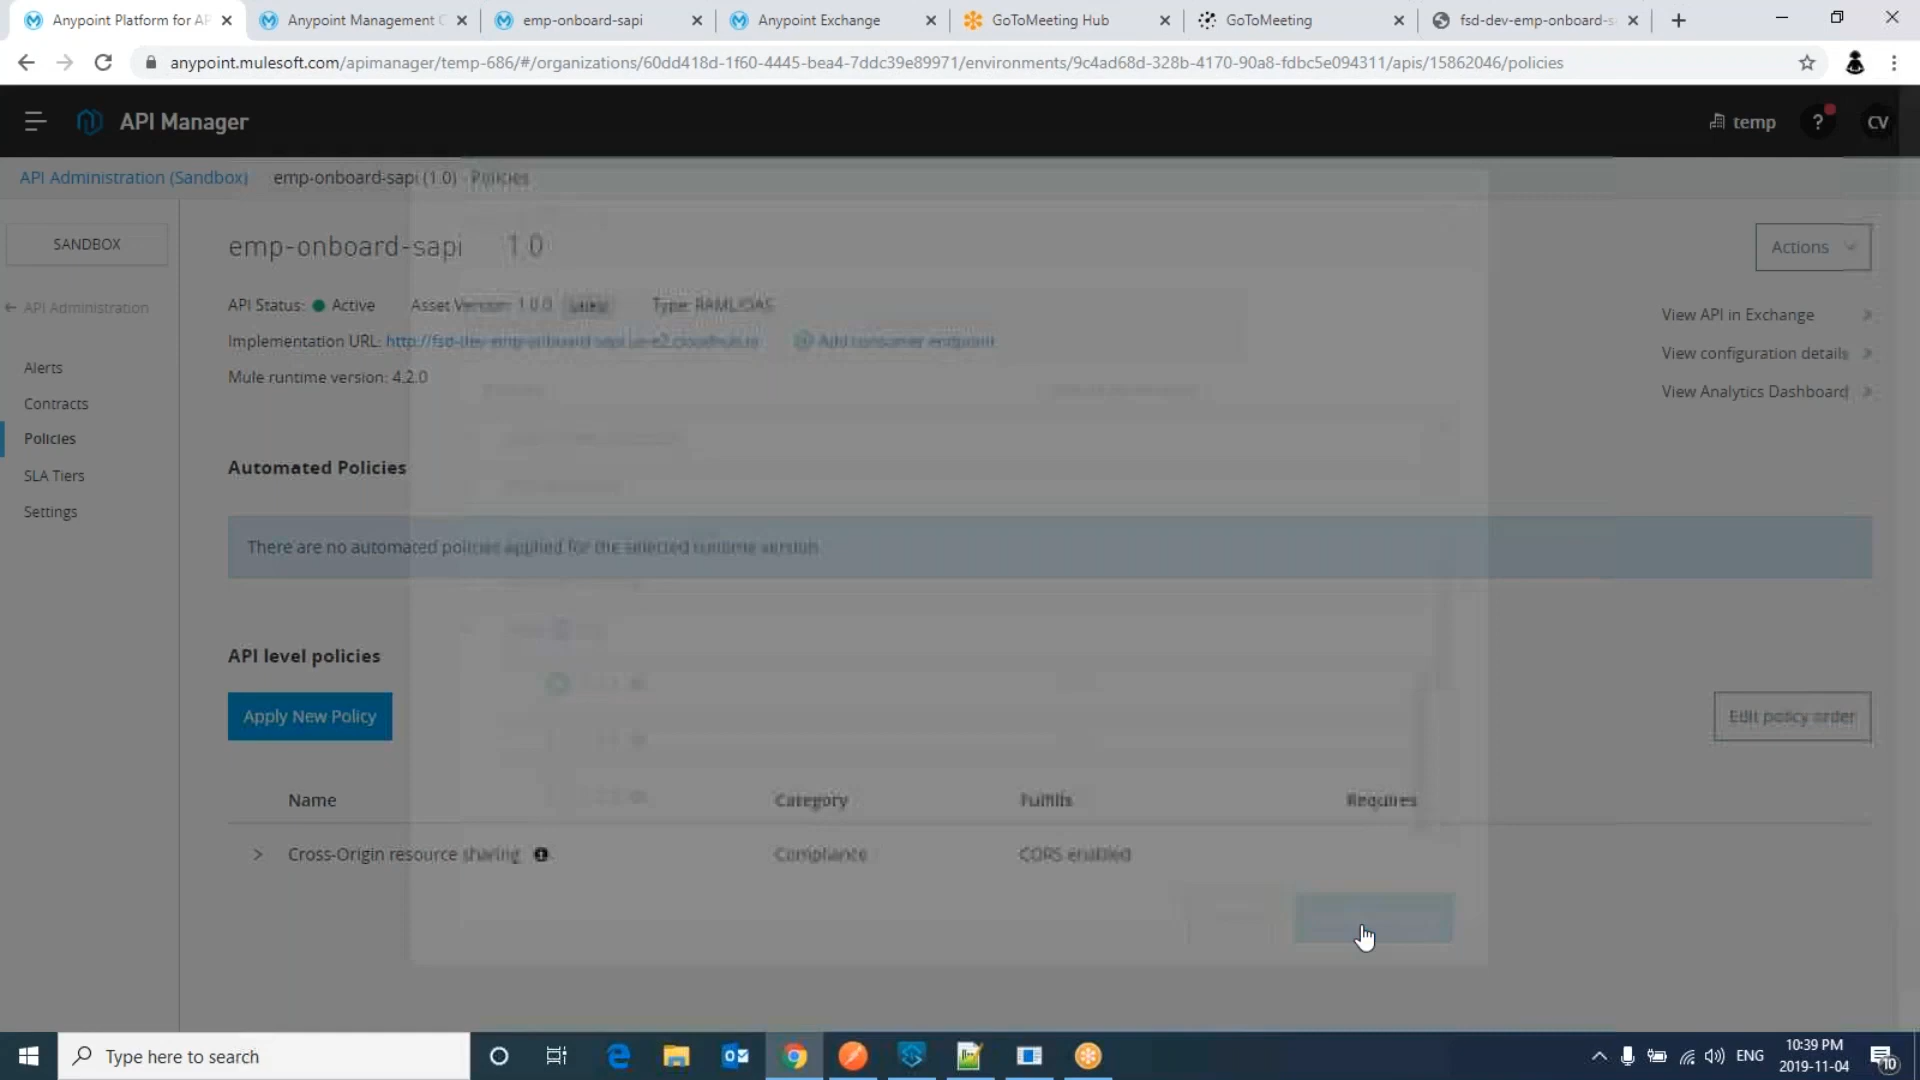 Anypoint Platform for AP
Anypoint Management C
emp-onboard-sapi
Anypoint Exchange
GoToMeeting Hub
GoToMeeting
fsd-dev-emp-onboard-s
anypoint.mulesoft.com/apimanager/temp-686/#/organizations/60dd418d-1f60-4445-bea4-7ddc39e89971/environments/9c4ad68d-328b-4170-90a8-fdbc5e094311/apis/15862046/policies
API Manager
temp
?
CV
API Administration (Sandbox)
emp-onboard-sapi (1.0) - Policies
SANDBOX
API Administration
Alerts
Contracts
Policies
SLA Tiers
Settings
emp-onboard-sapi 1.0
Actions
API Status: Active Asset Version: 1.0.0 Latest Type: RAML/OAS
Implementation URL: http://fsd-dev-emp-onboard-sapi.us-e2.cloudhub.io Add consumer endpoint
Mule runtime version: 4.2.0
View API in Exchange
View configuration details
View Analytics Dashboard
Automated Policies
There are no automated policies applied for the selected runtime version
API level policies
Apply New Policy
Edit policy order
Name Category Fulfills Requires
Cross-Origin resource sharing Compliance CORS enabled
Type here to search
ENG
10:39 PM
2019-11-04
10